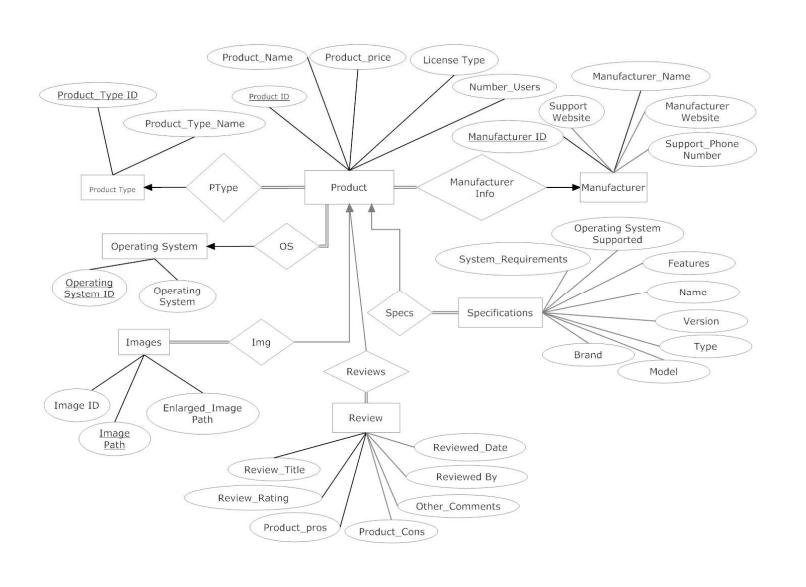 Product_Name
Product_price
License Type
Number_Users
Product ID
Product_Type ID
Product_Type_Name
Manufacturer_Name
Support
Website
Manufacturer
Website
Manufacturer ID
Support_Phone
Number
Product Type
PType
Product
Manufacturer
Info
Manufacturer
Operating System
OS
Operating
System ID
Operating
System
Operating System
Supported
System_Requirements
Features
Name
Version
Type
Model
Brand
Specs
Specifications
Images
Img
Image ID
Image
Path
Enlarged_Image
Path
Reviews
Review
Review_Title
Review_Rating
Product_pros
Product_Cons
Other_Comments
Reviewed By
Reviewed_Date